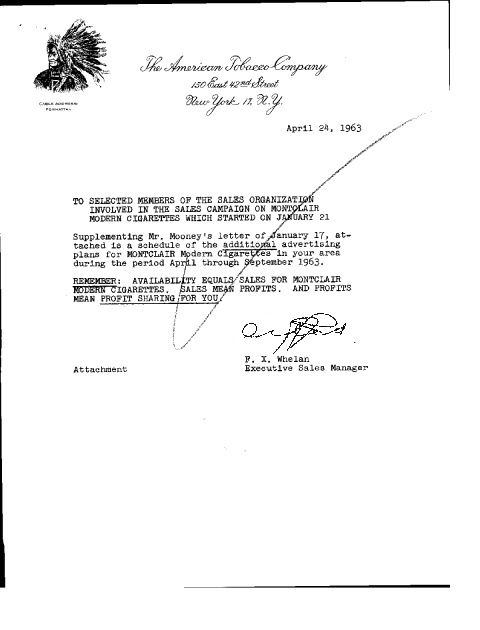 The American Tobacco Company
150 East 42nd Street
New York 17, N.Y.
CABLE ADDRESS
POWHATTAN
April 24, 1963
TO SELECTED MEMBERS OF THE SALES ORGANIZATION
INVOLVED IN THE SALES CAMPAIGN ON MONTCLAIR
MODERN CIGARETTES WHICH STARTED ON JANUARY 21
Supplementing Mr. Mooney's letter of January 17, at-
tached is a schedule of the additional advertising
plans for MONTCLAIR Modern Cigarettes in your area
during the period April through September 1963.
REMEMBER: AVAILABILITY EQUALS SALES FOR MONTCLAIR
MODERN CIGARETTES. SALES MEAN PROFITS. AND PROFITS
MEAN PROFIT SHARING FOR YOU.
F. X. Whelan
Executive Sales Manager
Attachment